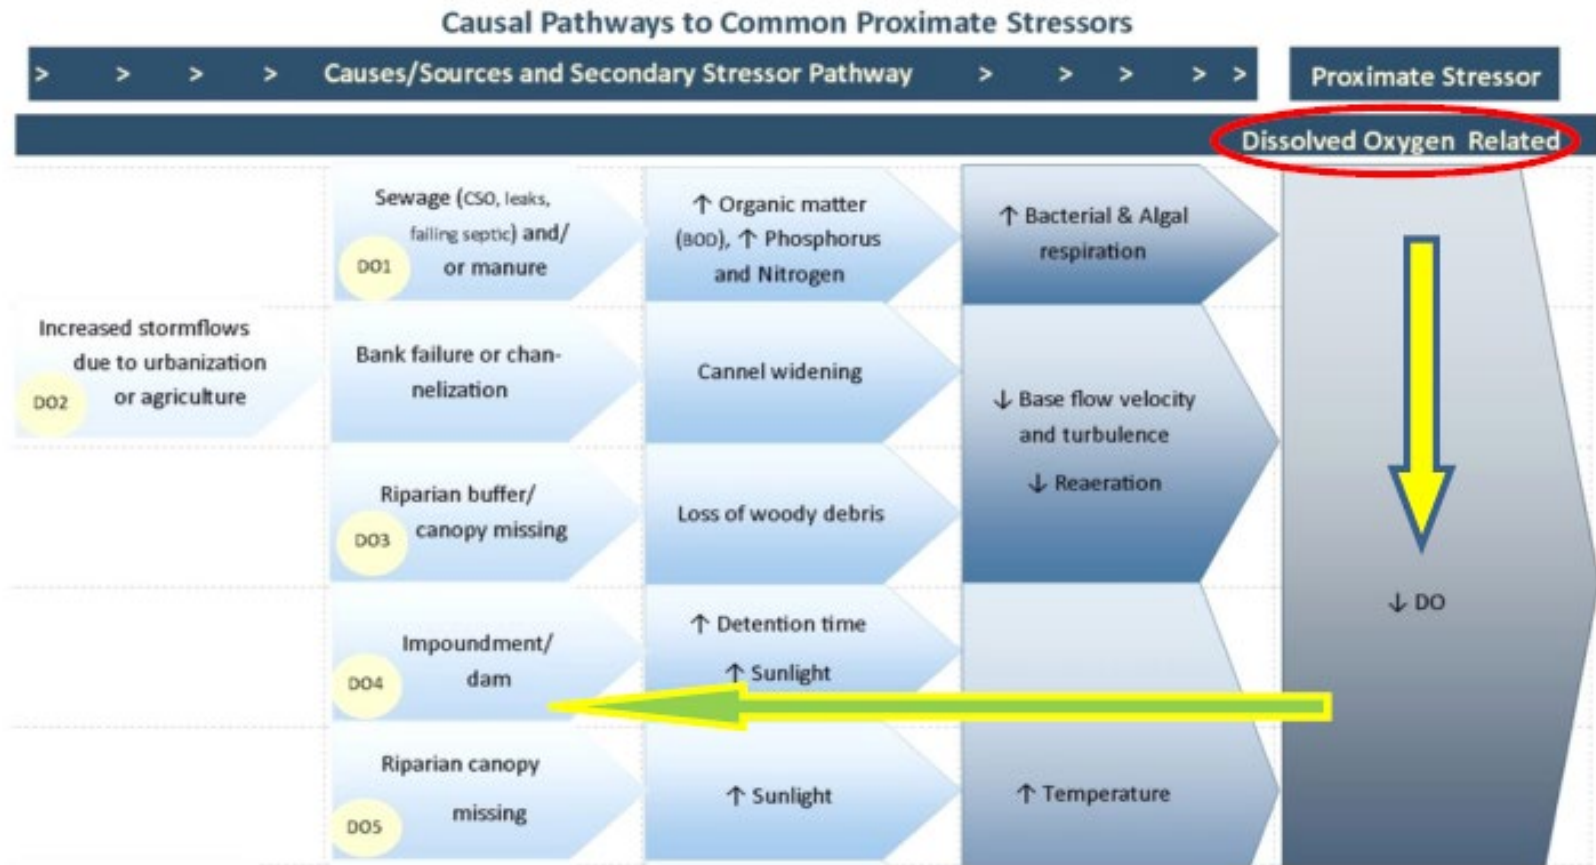 Causal Pathways to Common Proximate Stressors
> > > > Causes/Sources and Secondary Stressor Pathway > > > > >
Proximate Stressor
Dissolved Oxygen Related
Sewage (CSO, leaks,
failing septic) and/
or manure
DO1
↑ Organic matter
(BOD), ↑ Phosphorus
and Nitrogen
↑ Bacterial & Algal
respiration
Increased stormflows
due to urbanization
or agriculture
DO2
Bank failure or chan-
nelization
Cannel widening
↓ Base flow velocity
and turbulence
↓ Reaeration
Riparian buffer/
canopy missing
DO3
Loss of woody debris
↓ DO
Impoundment/
dam
DO4
↑ Detention time
↑ Sunlight
Riparian canopy
missing
DO5
↑ Sunlight
↑ Temperature